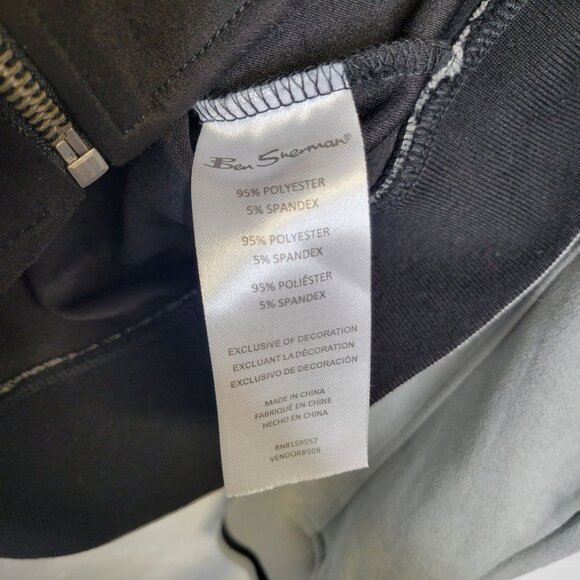 Ben Sherman®
95% POLYESTER
5% SPANDEX
95% POLYESTER
5% SPANDEX
95% POLIÉSTER
5% SPANDEX
EXCLUSIVE OF DECORATION
EXCLUANT LA DÉCORATION
EXCLUSIVO DE DECORACIÓN
MADE IN CHINA
FABRIQUÉ EN CHINE
HECHO EN CHINA
RN#159557
VENDOR#508